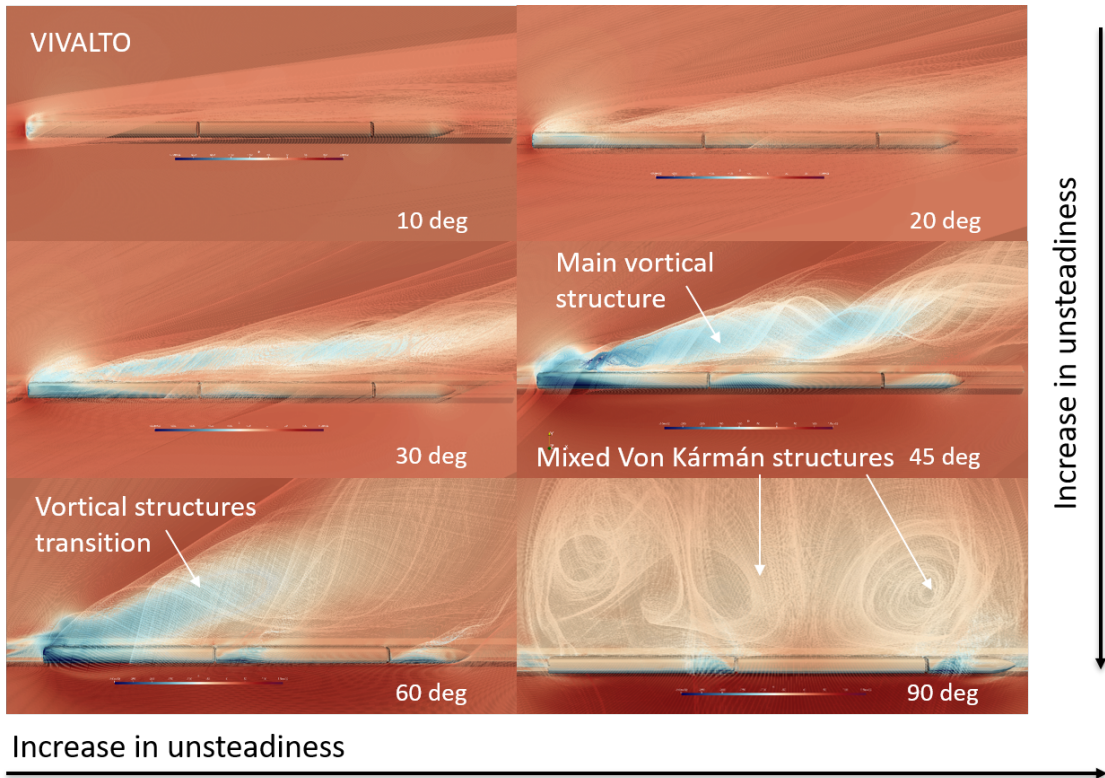 VIVALTO
10 deg
20 deg
30 deg
Main vortical
structure
45 deg
Mixed Von Kármán structures
Vortical structures
transition
60 deg
90 deg
Increase in unsteadiness
Increase in unsteadiness